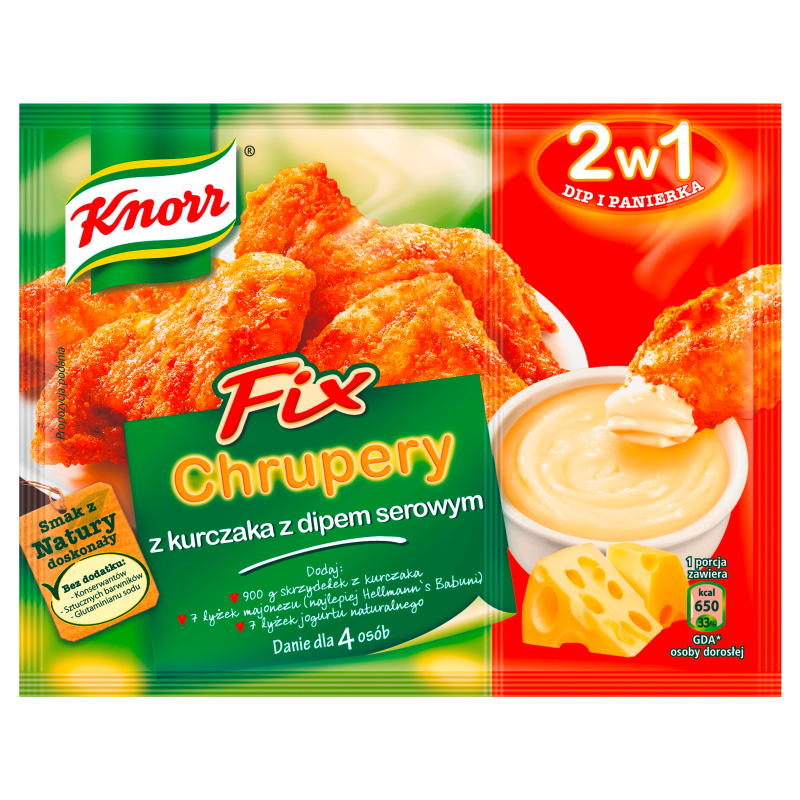 Knorr
®
2w1
DIP I PANIERKA
Propozycja podania
Fix
Chrupery
z kurczaka z dipem serowym
Dodaj:
900 g skrzydełek z kurczaka
7 łyżek majonezu (najlepiej Hellmann`s Babuni)
7 łyżek jogurtu naturalnego
Danie dla 4 osób
Smak z
Natury
doskonały
Bez dodatku:
- Konserwantów
- Sztucznych barwników
- Glutaminianu sodu
1 porcja
zawiera
kcal
650
33%
GDA*
osoby dorosłej